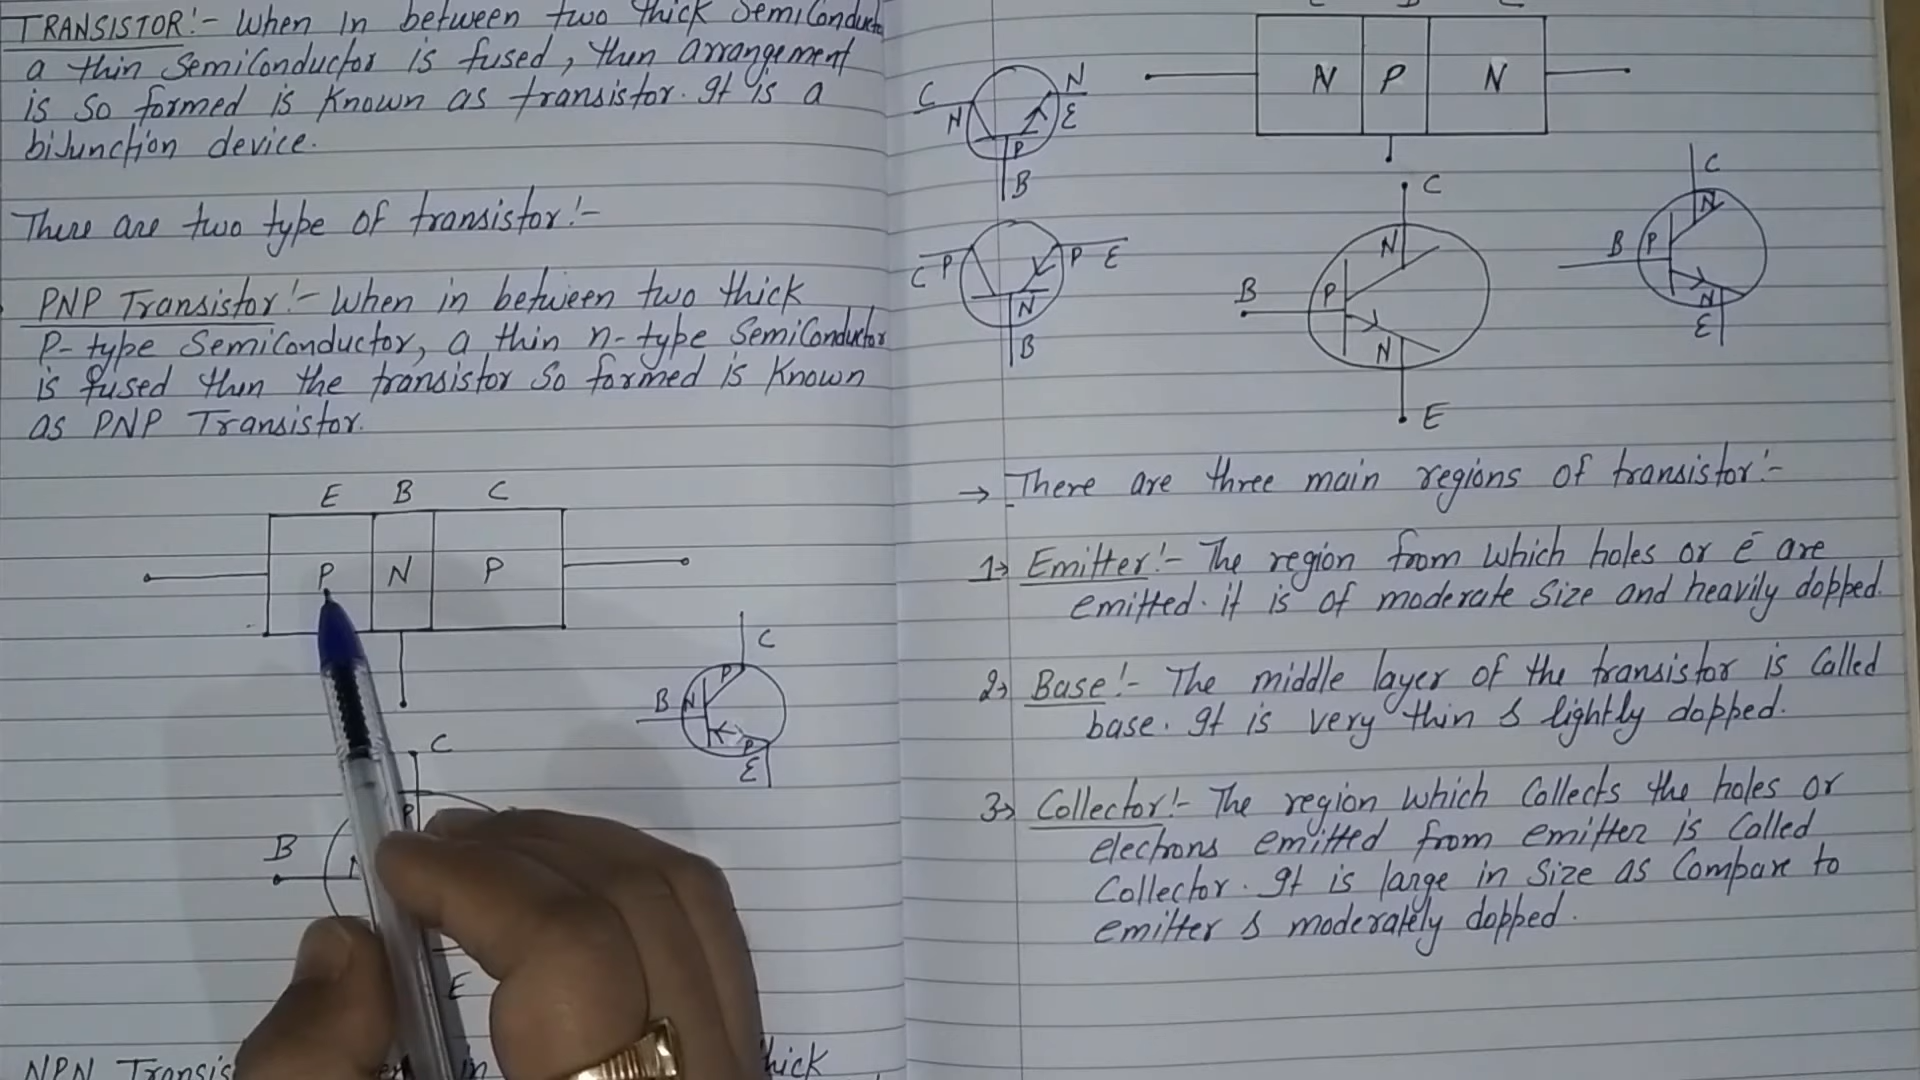 TRANSISTOR:- When in between two thick Semiconductor
a thin semiconductor is fused, then arrangement
is so formed is known as transistor. It is a
bijunction device.
There are two type of transistor:-
PNP Transistor:- When in between two thick
P-type Semiconductor, a thin n-type Semiconductor
is fused then the transistor so formed is known
as PNP Transistor.
E B C
P N P
C
P
B N
P
E
C
P
B
E
NPN Transis
in
thick
N P N
C N
N E
P
B
C P P E
N
B
C
N
B P
N
E
C
N
B P
N
E
→ There are three main regions of transistor:-
1→ Emitter:- The region from which holes or ē are
emitted. it is of moderate size and heavily dopped.
2→ Base:- The middle layer of the transistor is called
base. It is very thin & lightly dopped.
3→ Collector:- The region which collects the holes or
electrons emitted from emitter is called
Collector. It is large in size as compare to
emitter & moderately dopped.